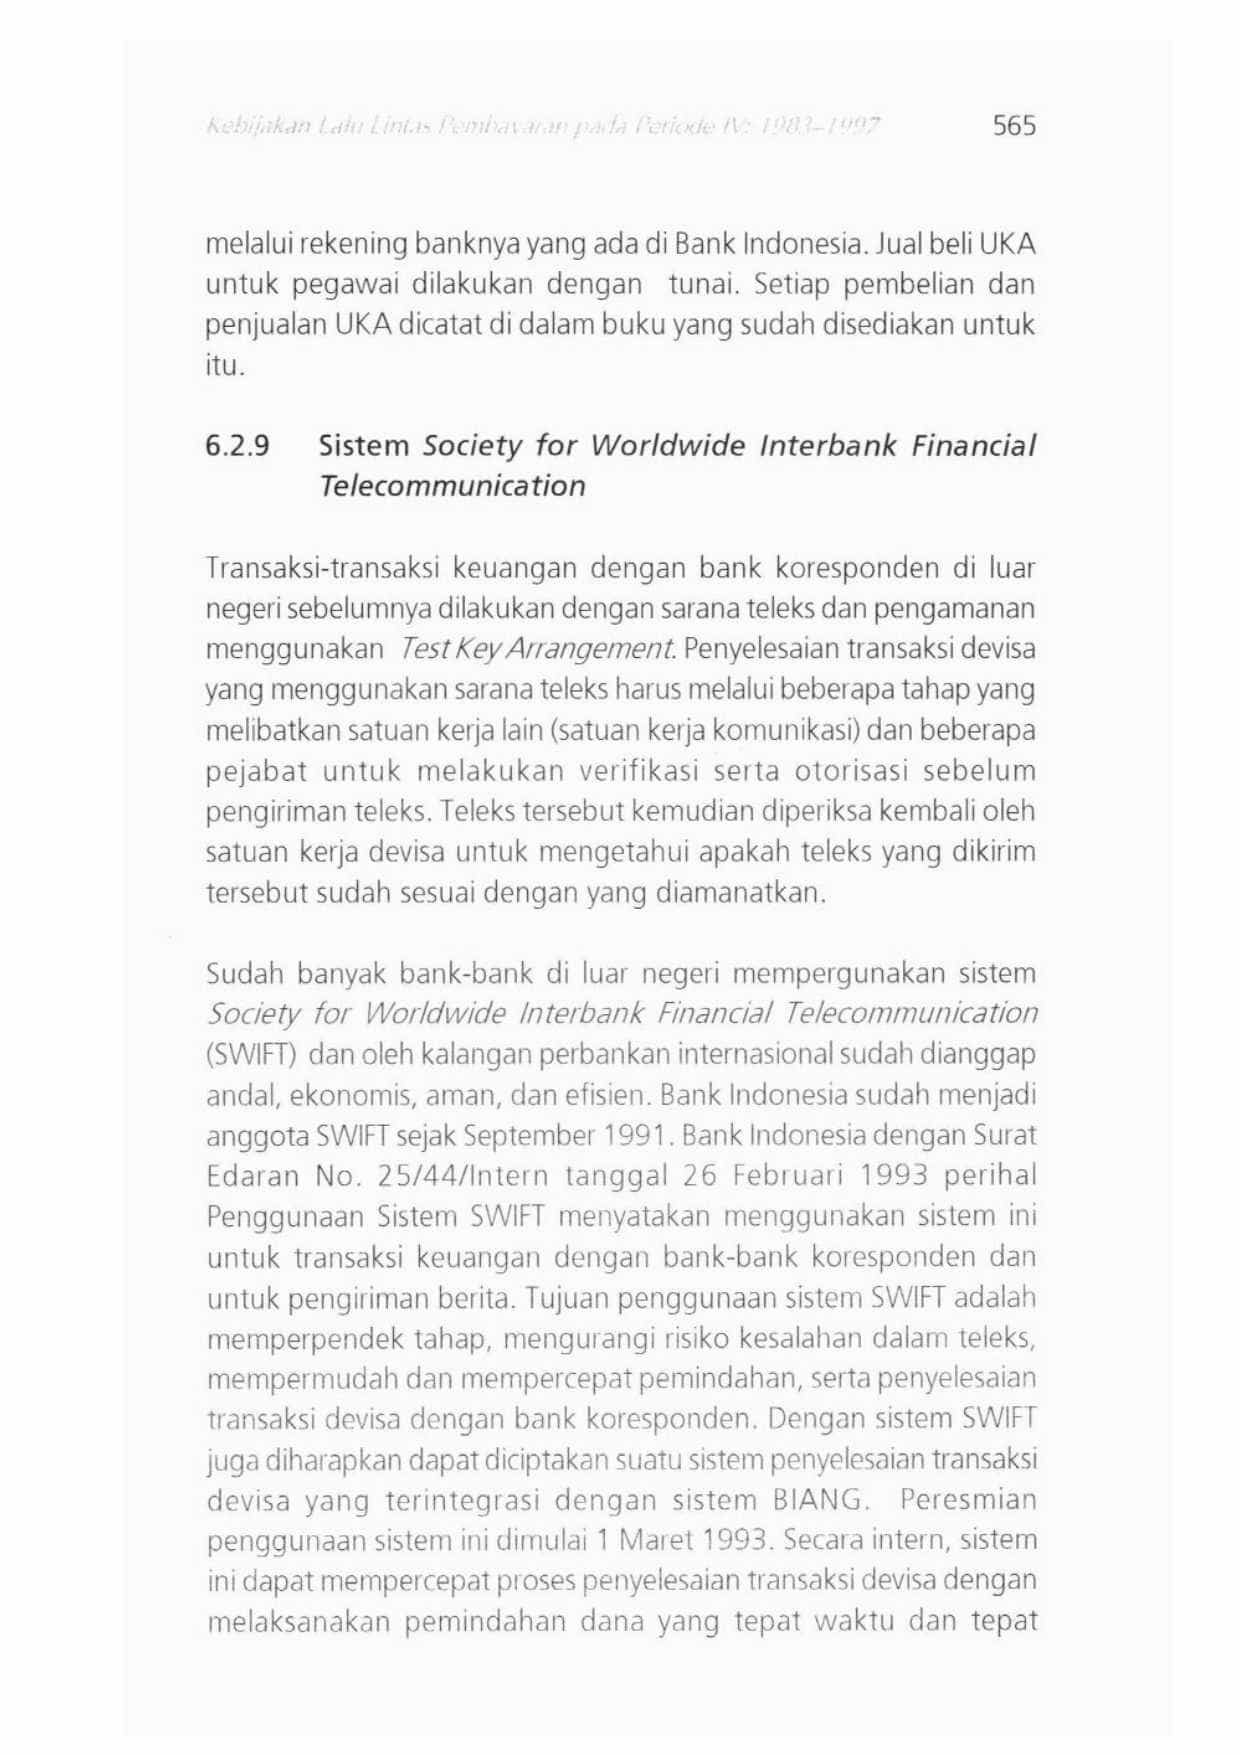 Kebijakan Lalu Lintas Pembayaran pada Periode IV: 1983–1997 565
melalui rekening banknya yang ada di Bank Indonesia. Jual beli UKA
untuk pegawai dilakukan dengan tunai. Setiap pembelian dan
penjualan UKA dicatat di dalam buku yang sudah disediakan untuk
itu.
6.2.9 Sistem Society for Worldwide Interbank Financial
Telecommunication
Transaksi-transaksi keuangan dengan bank koresponden di luar
negeri sebelumnya dilakukan dengan sarana teleks dan pengamanan
menggunakan Test Key Arrangement. Penyelesaian transaksi devisa
yang menggunakan sarana teleks harus melalui beberapa tahap yang
melibatkan satuan kerja lain (satuan kerja komunikasi) dan beberapa
pejabat untuk melakukan verifikasi serta otorisasi sebelum
pengiriman teleks. Teleks tersebut kemudian diperiksa kembali oleh
satuan kerja devisa untuk mengetahui apakah teleks yang dikirim
tersebut sudah sesuai dengan yang diamanatkan.
Sudah banyak bank-bank di luar negeri mempergunakan sistem
Society for Worldwide Interbank Financial Telecommunication
(SWIFT) dan oleh kalangan perbankan internasional sudah dianggap
andal, ekonomis, aman, dan efisien. Bank Indonesia sudah menjadi
anggota SWIFT sejak September 1991. Bank Indonesia dengan Surat
Edaran No. 25/44/Intern tanggal 26 Februari 1993 perihal
Penggunaan Sistem SWIFT menyatakan menggunakan sistem ini
untuk transaksi keuangan dengan bank-bank koresponden dan
untuk pengiriman berita. Tujuan penggunaan sistem SWIFT adalah
memperpendek tahap, mengurangi risiko kesalahan dalam teleks,
mempermudah dan mempercepat pemindahan, serta penyelesaian
transaksi devisa dengan bank koresponden. Dengan sistem SWIFT
juga diharapkan dapat diciptakan suatu sistem penyelesaian transaksi
devisa yang terintegrasi dengan sistem BIANG. Peresmian
penggunaan sistem ini dimulai 1 Maret 1993. Secara intern, sistem
ini dapat mempercepat proses penyelesaian transaksi devisa dengan
melaksanakan pemindahan dana yang tepat waktu dan tepat